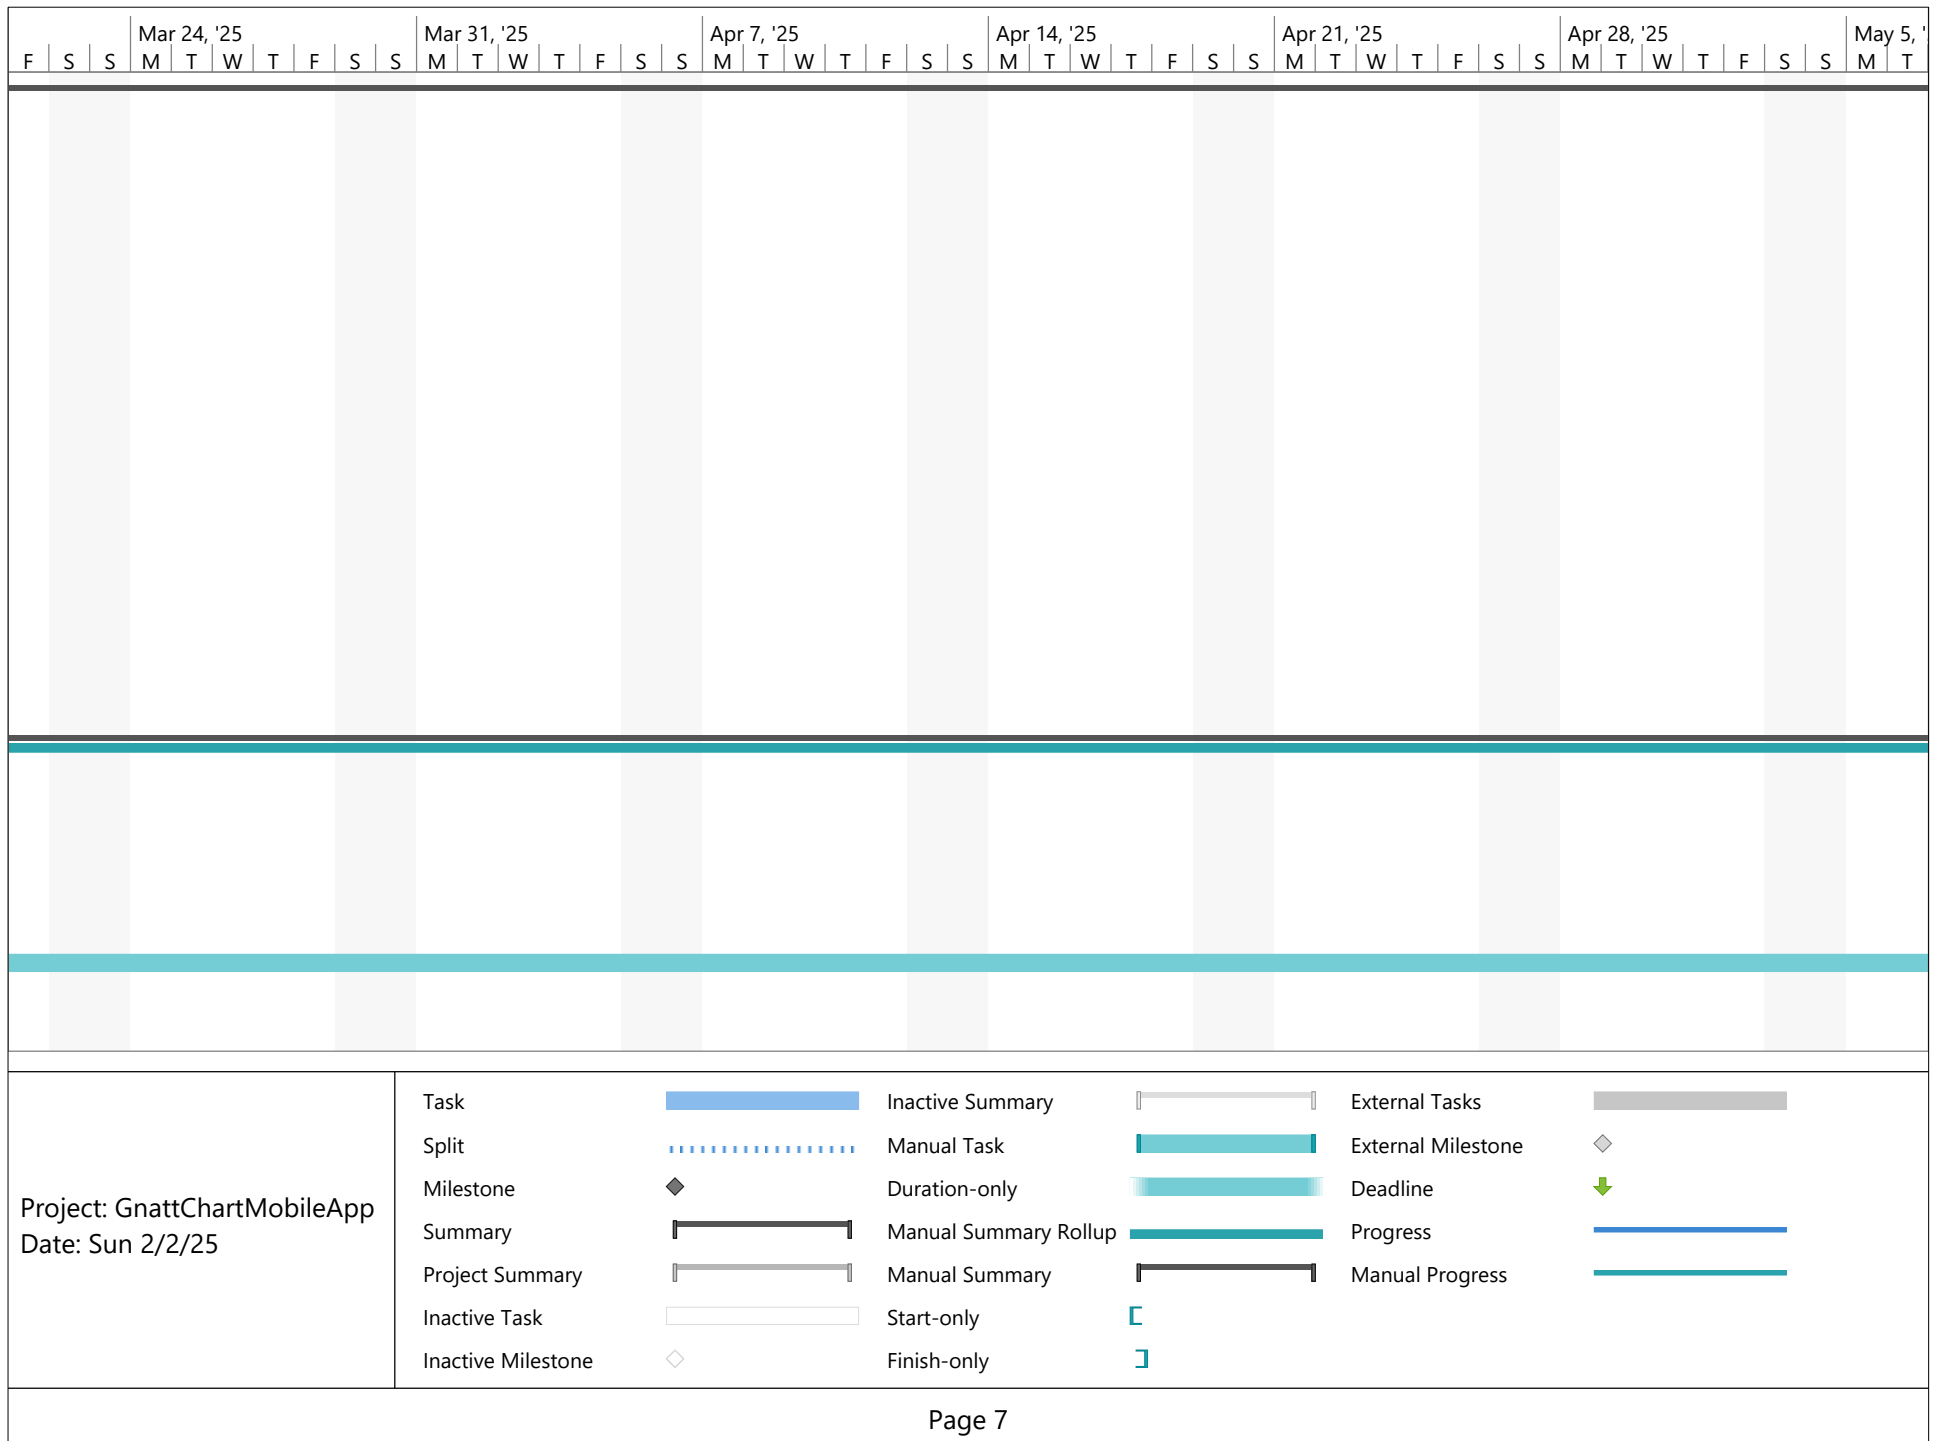 Mar 24, '25 Mar 31, '25 Apr 7, '25 Apr 14, '25 Apr 21, '25 Apr 28, '25 May 5, '
F S S M T W T F S S M T W T F S S M T W T F S S M T W T F S S M T W T F S S M T W T F S S M T
Task
Split
Milestone
Summary
Project Summary
Inactive Task
Inactive Milestone
Inactive Summary
Manual Task
Duration-only
Manual Summary Rollup
Manual Summary
Start-only
Finish-only
External Tasks
External Milestone
Deadline
Progress
Manual Progress
Project: GnattChartMobileApp
Date: Sun 2/2/25
Page 7